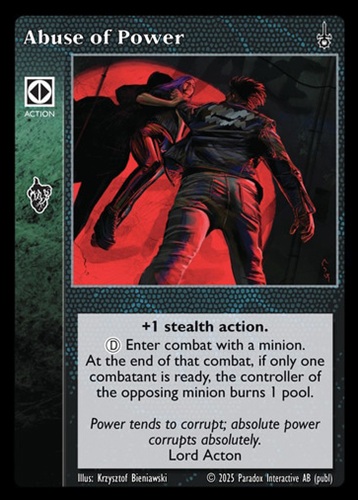 Abuse of Power
ACTION
+1 stealth action.
Ⓓ Enter combat with a minion.
At the end of that combat, if only one
combatant is ready, the controller of
the opposing minion burns 1 pool.
Power tends to corrupt; absolute power
corrupts absolutely.
Lord Acton
Illus: Krzysztof Bieniawski © 2025 Paradox Interactive AB (publ)